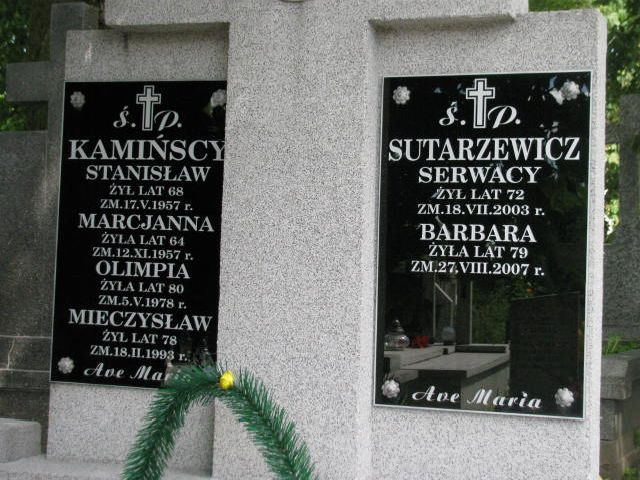 Ś. P.
KAMIŃSCY
STANISŁAW
ŻYŁ LAT 68
ZM.17.V.1957 r.
MARCJANNA
ŻYŁA LAT 64
ZM.12.XI.1957 r.
OLIMPIA
ŻYŁA LAT 80
ZM.5.V.1978 r
MIECZYSŁAW
ŻYŁ LAT 78
ZM.18.II.1993 r.
Ave Ma
Ś. P.
SUTARZEWICZ
SERWACY
ŻYŁ LAT 72
ZM.18.VII.2003 r.
BARBARA
ŻYŁA LAT 79
ZM.27.VIII.2007 r.
Ave Maria